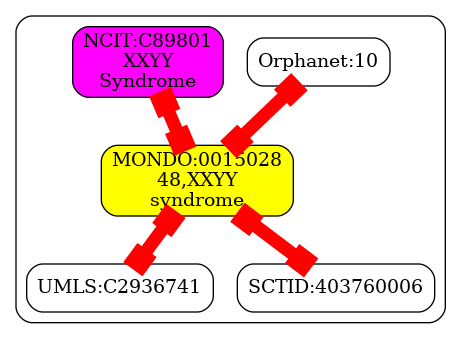 NCIT:C89801
XXYY
Syndrome
Orphanet:10
MONDO:0015028
48,XXYY
syndrome
UMLS:C2936741
SCTID:403760006